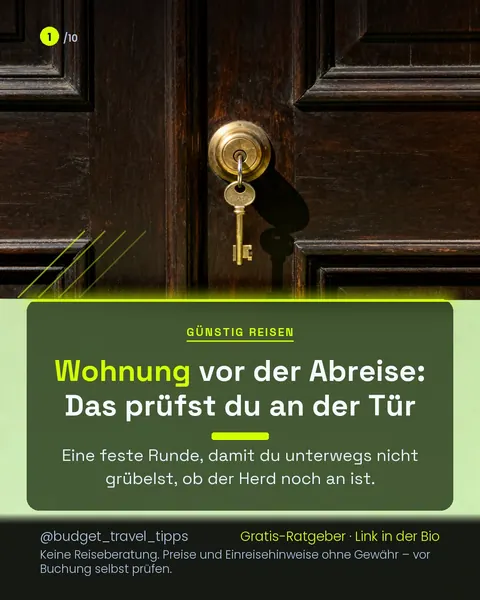 1 /10
GÜNSTIG REISEN
Wohnung vor der Abreise:
Das prüfst du an der Tür
Eine feste Runde, damit du unterwegs nicht
grübelst, ob der Herd noch an ist.
@budget_travel_tipps Gratis-Ratgeber · Link in der Bio
Keine Reiseberatung. Preise und Einreisehinweise ohne Gewähr – vor
Buchung selbst prüfen.